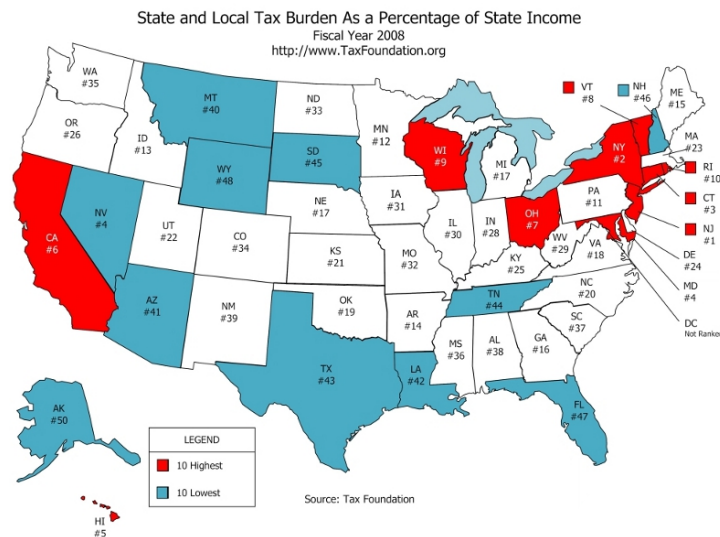 State and Local Tax Burden As a Percentage of State Income
Fiscal Year 2008
http://www.TaxFoundation.org
WA
#35
OR
#26
CA
#6
NV
#4
ID
#13
MT
#40
WY
#48
UT
#22
AZ
#41
CO
#34
NM
#39
ND
#33
SD
#45
NE
#17
KS
#21
OK
#19
TX
#43
MN
#12
IA
#31
MO
#32
AR
#14
LA
#42
WI
#9
IL
#30
MI
#17
IN
#28
OH
#7
KY
#25
TN
#44
MS
#36
AL
#38
GA
#16
FL
#47
SC
#37
NC
#20
VA
#18
WV
#29
PA
#11
NY
#2
VT
#8
NH
#46
ME
#15
MA
#23
RI
#10
CT
#3
NJ
#1
DE
#24
MD
#4
DC
Not Ranked
AK
#50
HI
#5
LEGEND
10 Highest
10 Lowest
Source: Tax Foundation